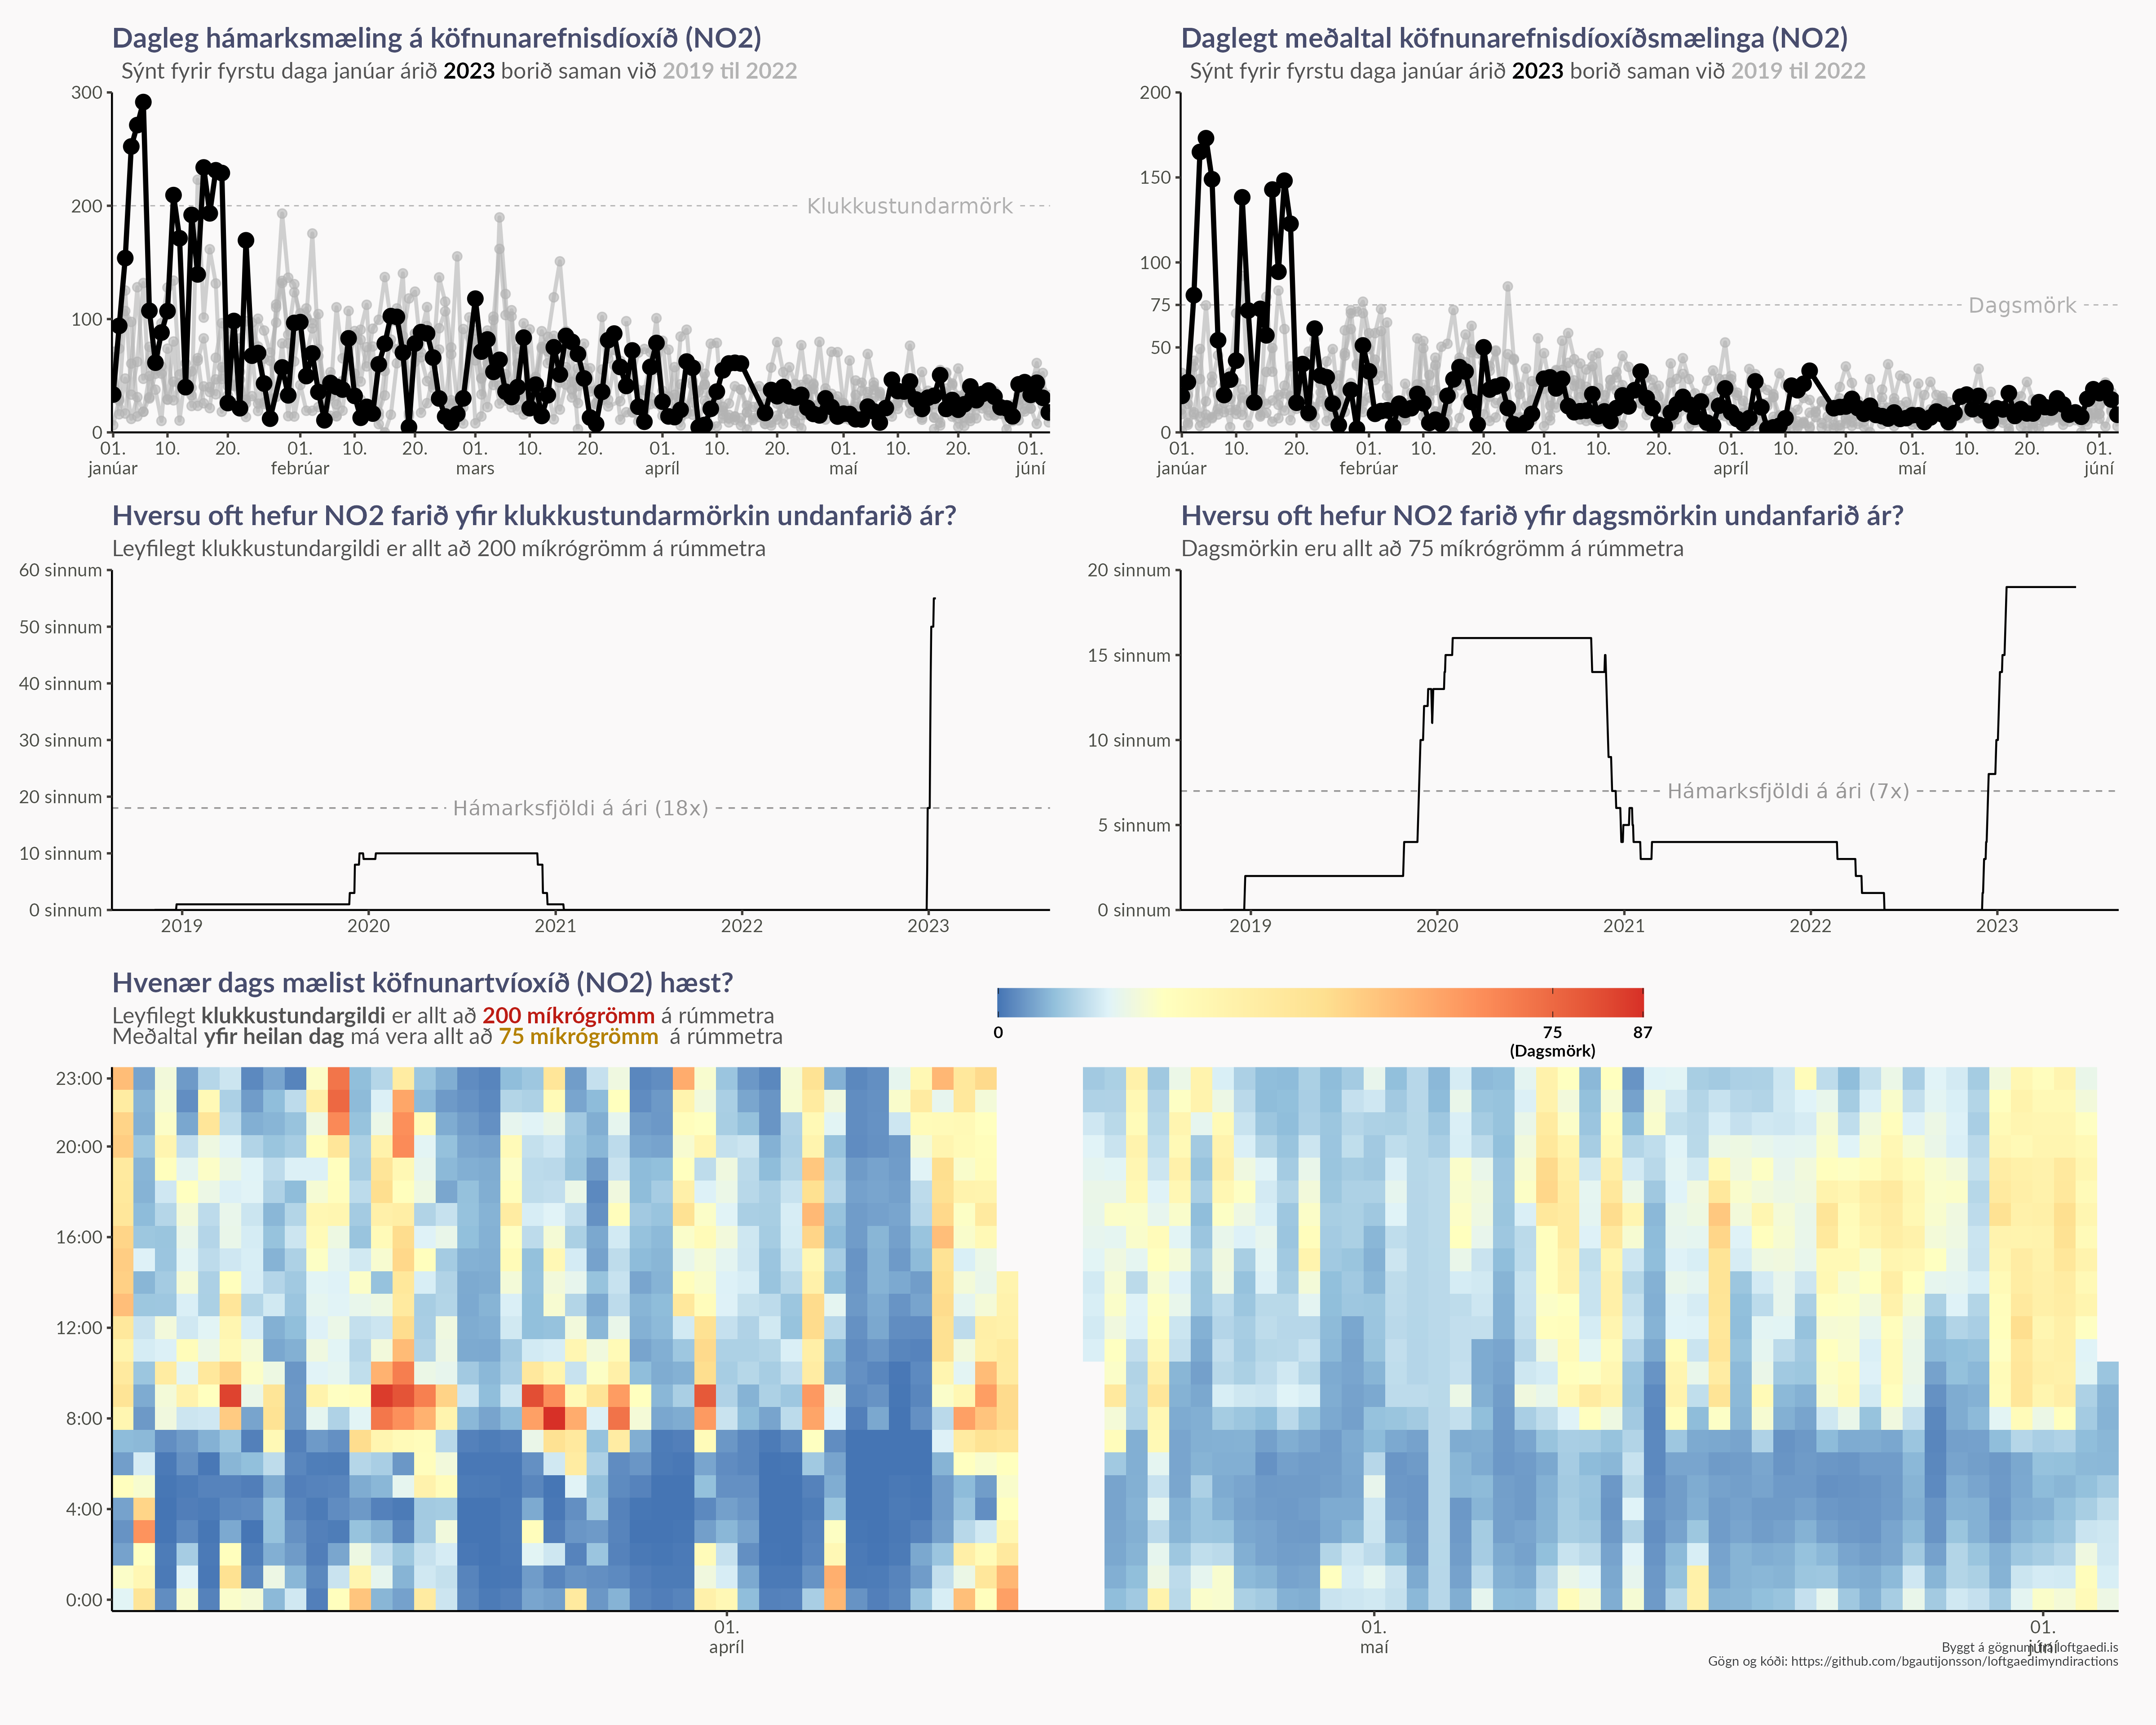 Dagleg hámarksmæling á köfnunarefnisdíoxíð (NO2)
Sýnt fyrir fyrstu daga janúar árið 2023 borið saman við 2019 til 2022
300
200
100
0
Klukkustundarmörk
01. 10. 20. 01. 10. 20. 01. 10. 20. 01. 10. 20. 01. 10. 20. 01.
janúar febrúar mars apríl maí júní
Daglegt meðaltal köfnunarefnisdíoxíðsmælinga (NO2)
Sýnt fyrir fyrstu daga janúar árið 2023 borið saman við 2019 til 2022
200
150
100
75
50
0
Dagsmörk
01. 10. 20. 01. 10. 20. 01. 10. 20. 01. 10. 20. 01. 10. 20. 01.
janúar febrúar mars apríl maí júní
Hversu oft hefur NO2 farið yfir klukkustundarmörkin undanfarið ár?
Leyfilegt klukkustundargildi er allt að 200 míkrógrömm á rúmmetra
60 sinnum
50 sinnum
40 sinnum
30 sinnum
20 sinnum
10 sinnum
0 sinnum
Hámarksfjöldi á ári (18x)
2019 2020 2021 2022 2023
Hversu oft hefur NO2 farið yfir dagsmörkin undanfarið ár?
Dagsmörkin eru allt að 75 míkrógrömm á rúmmetra
20 sinnum
15 sinnum
10 sinnum
5 sinnum
0 sinnum
Hámarksfjöldi á ári (7x)
2019 2020 2021 2022 2023
Hvenær dags mælist köfnunartvíoxíð (NO2) hæst?
Leyfilegt klukkustundargildi er allt að 200 míkrógrömm á rúmmetra
Meðaltal yfir heilan dag má vera allt að 75 míkrógrömm á rúmmetra
0 75 87
(Dagsmörk)
23:00
20:00
16:00
12:00
8:00
4:00
0:00
01. 01. 01.
apríl maí júní
Byggt á gögnum frá loftgaedi.is
Gögn og kóði: https://github.com/bgautijonsson/loftgaedimyndiractions